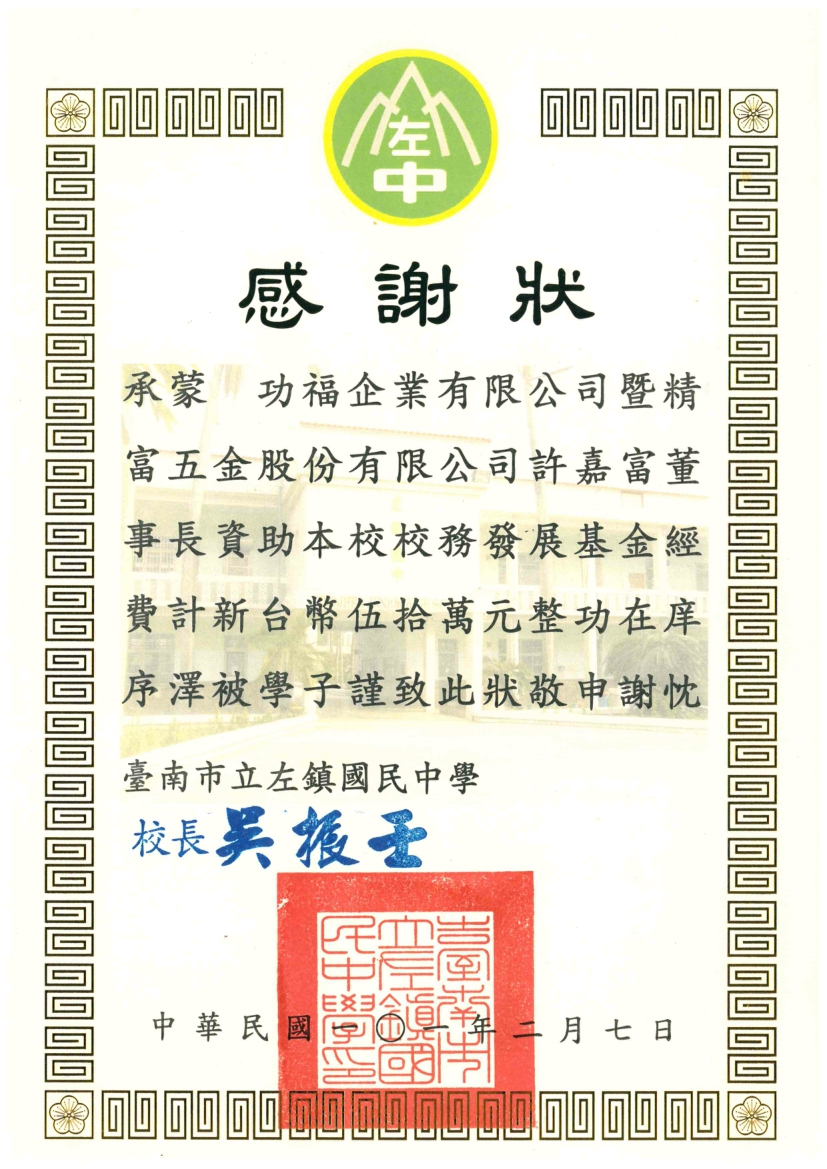 左
中
感謝狀
承蒙　功福企業有限公司暨精
富五金股份有限公司許嘉富董
事長資助本校校務發展基金經
費計新台幣伍拾萬元整功在庠
序澤被學子謹致此狀敬申謝忱
臺南市立左鎮國民中學
校長吳振壬
臺南市立左鎮國民中學印
中華民國一〇一年二月七日